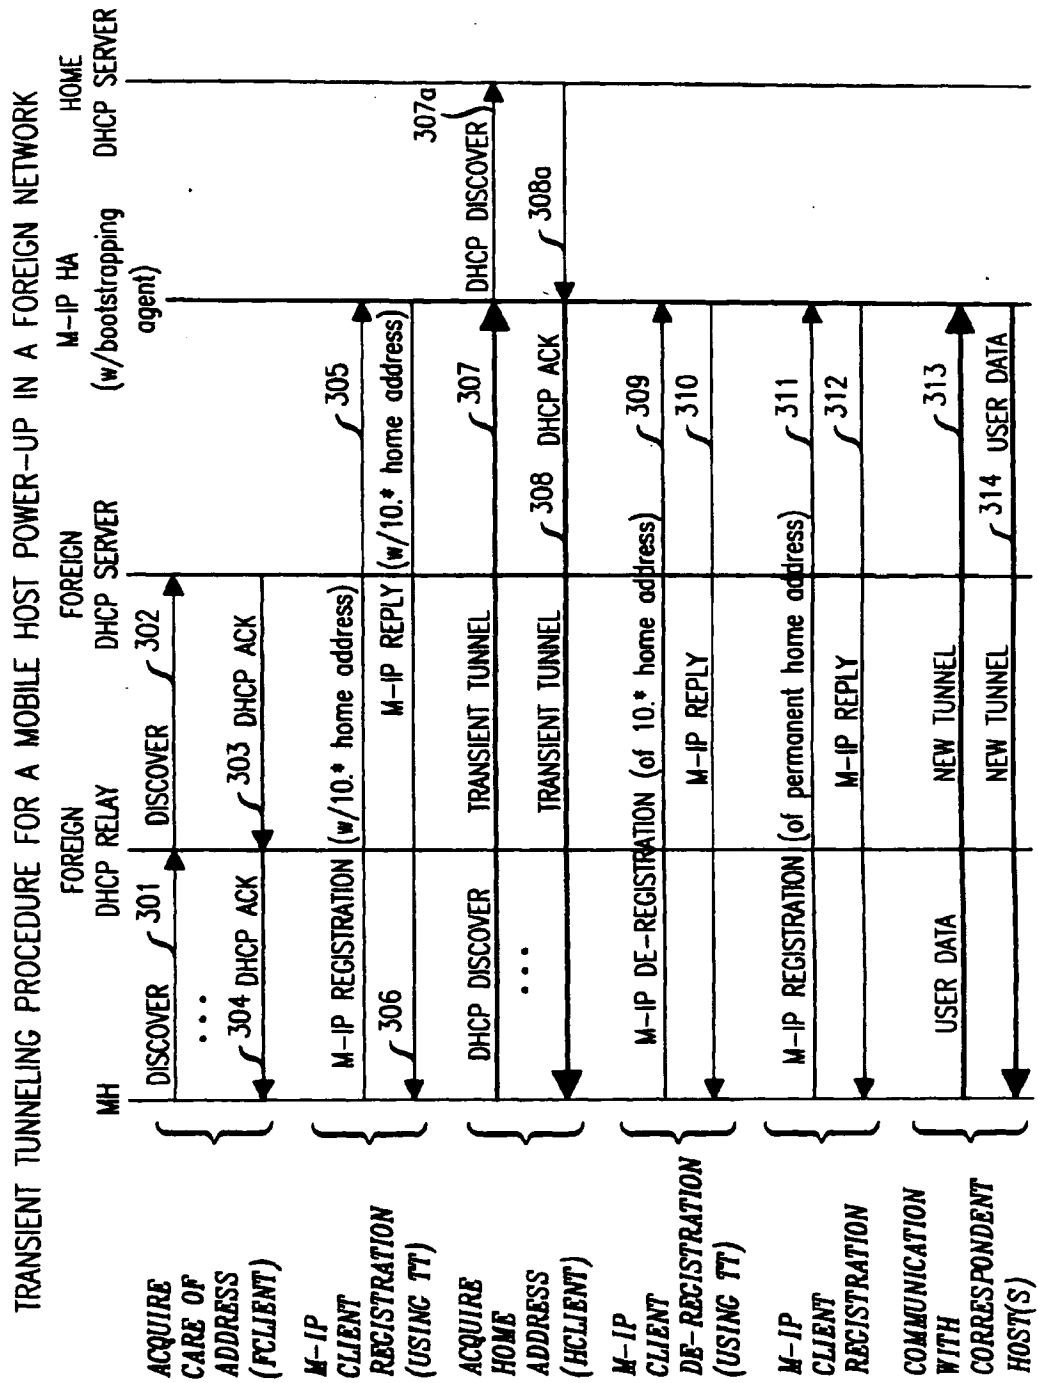 TRANSIENT TUNNELING PROCEDURE FOR A MOBILE HOST POWER-UP IN A FOREIGN NETWORK
MH
FOREIGN
DHCP RELAY
FOREIGN
DHCP SERVER
M-IP HA
(w/bootstrapping
agent)
HOME
DHCP SERVER
ACQUIRE
CARE OF
ADDRESS
(FCLIENT)
DISCOVER 301
DISCOVER 302
...
304 DHCP ACK
303 DHCP ACK
M-IP
CLIENT
REGISTRATION
(USING TT)
M-IP REGISTRATION (w/10.* home address)
305
306
M-IP REPLY (w/10.* home address)
ACQUIRE
HOME
ADDRESS
(HCLIENT)
DHCP DISCOVER
TRANSIENT TUNNEL
307
DHCP DISCOVER
307a
...
TRANSIENT TUNNEL
308 DHCP ACK
308a
M-IP
CLIENT
DE-REGISTRATION
(USING TT)
M-IP DE-REGISTRATION (of 10.* home address)
309
M-IP REPLY
310
M-IP
CLIENT
REGISTRATION
M-IP REGISTRATION (of permanent home address)
311
M-IP REPLY
312
COMMUNICATION
WITH
CORRESPONDENT
HOST(S)
USER DATA
NEW TUNNEL
313
NEW TUNNEL
314 USER DATA